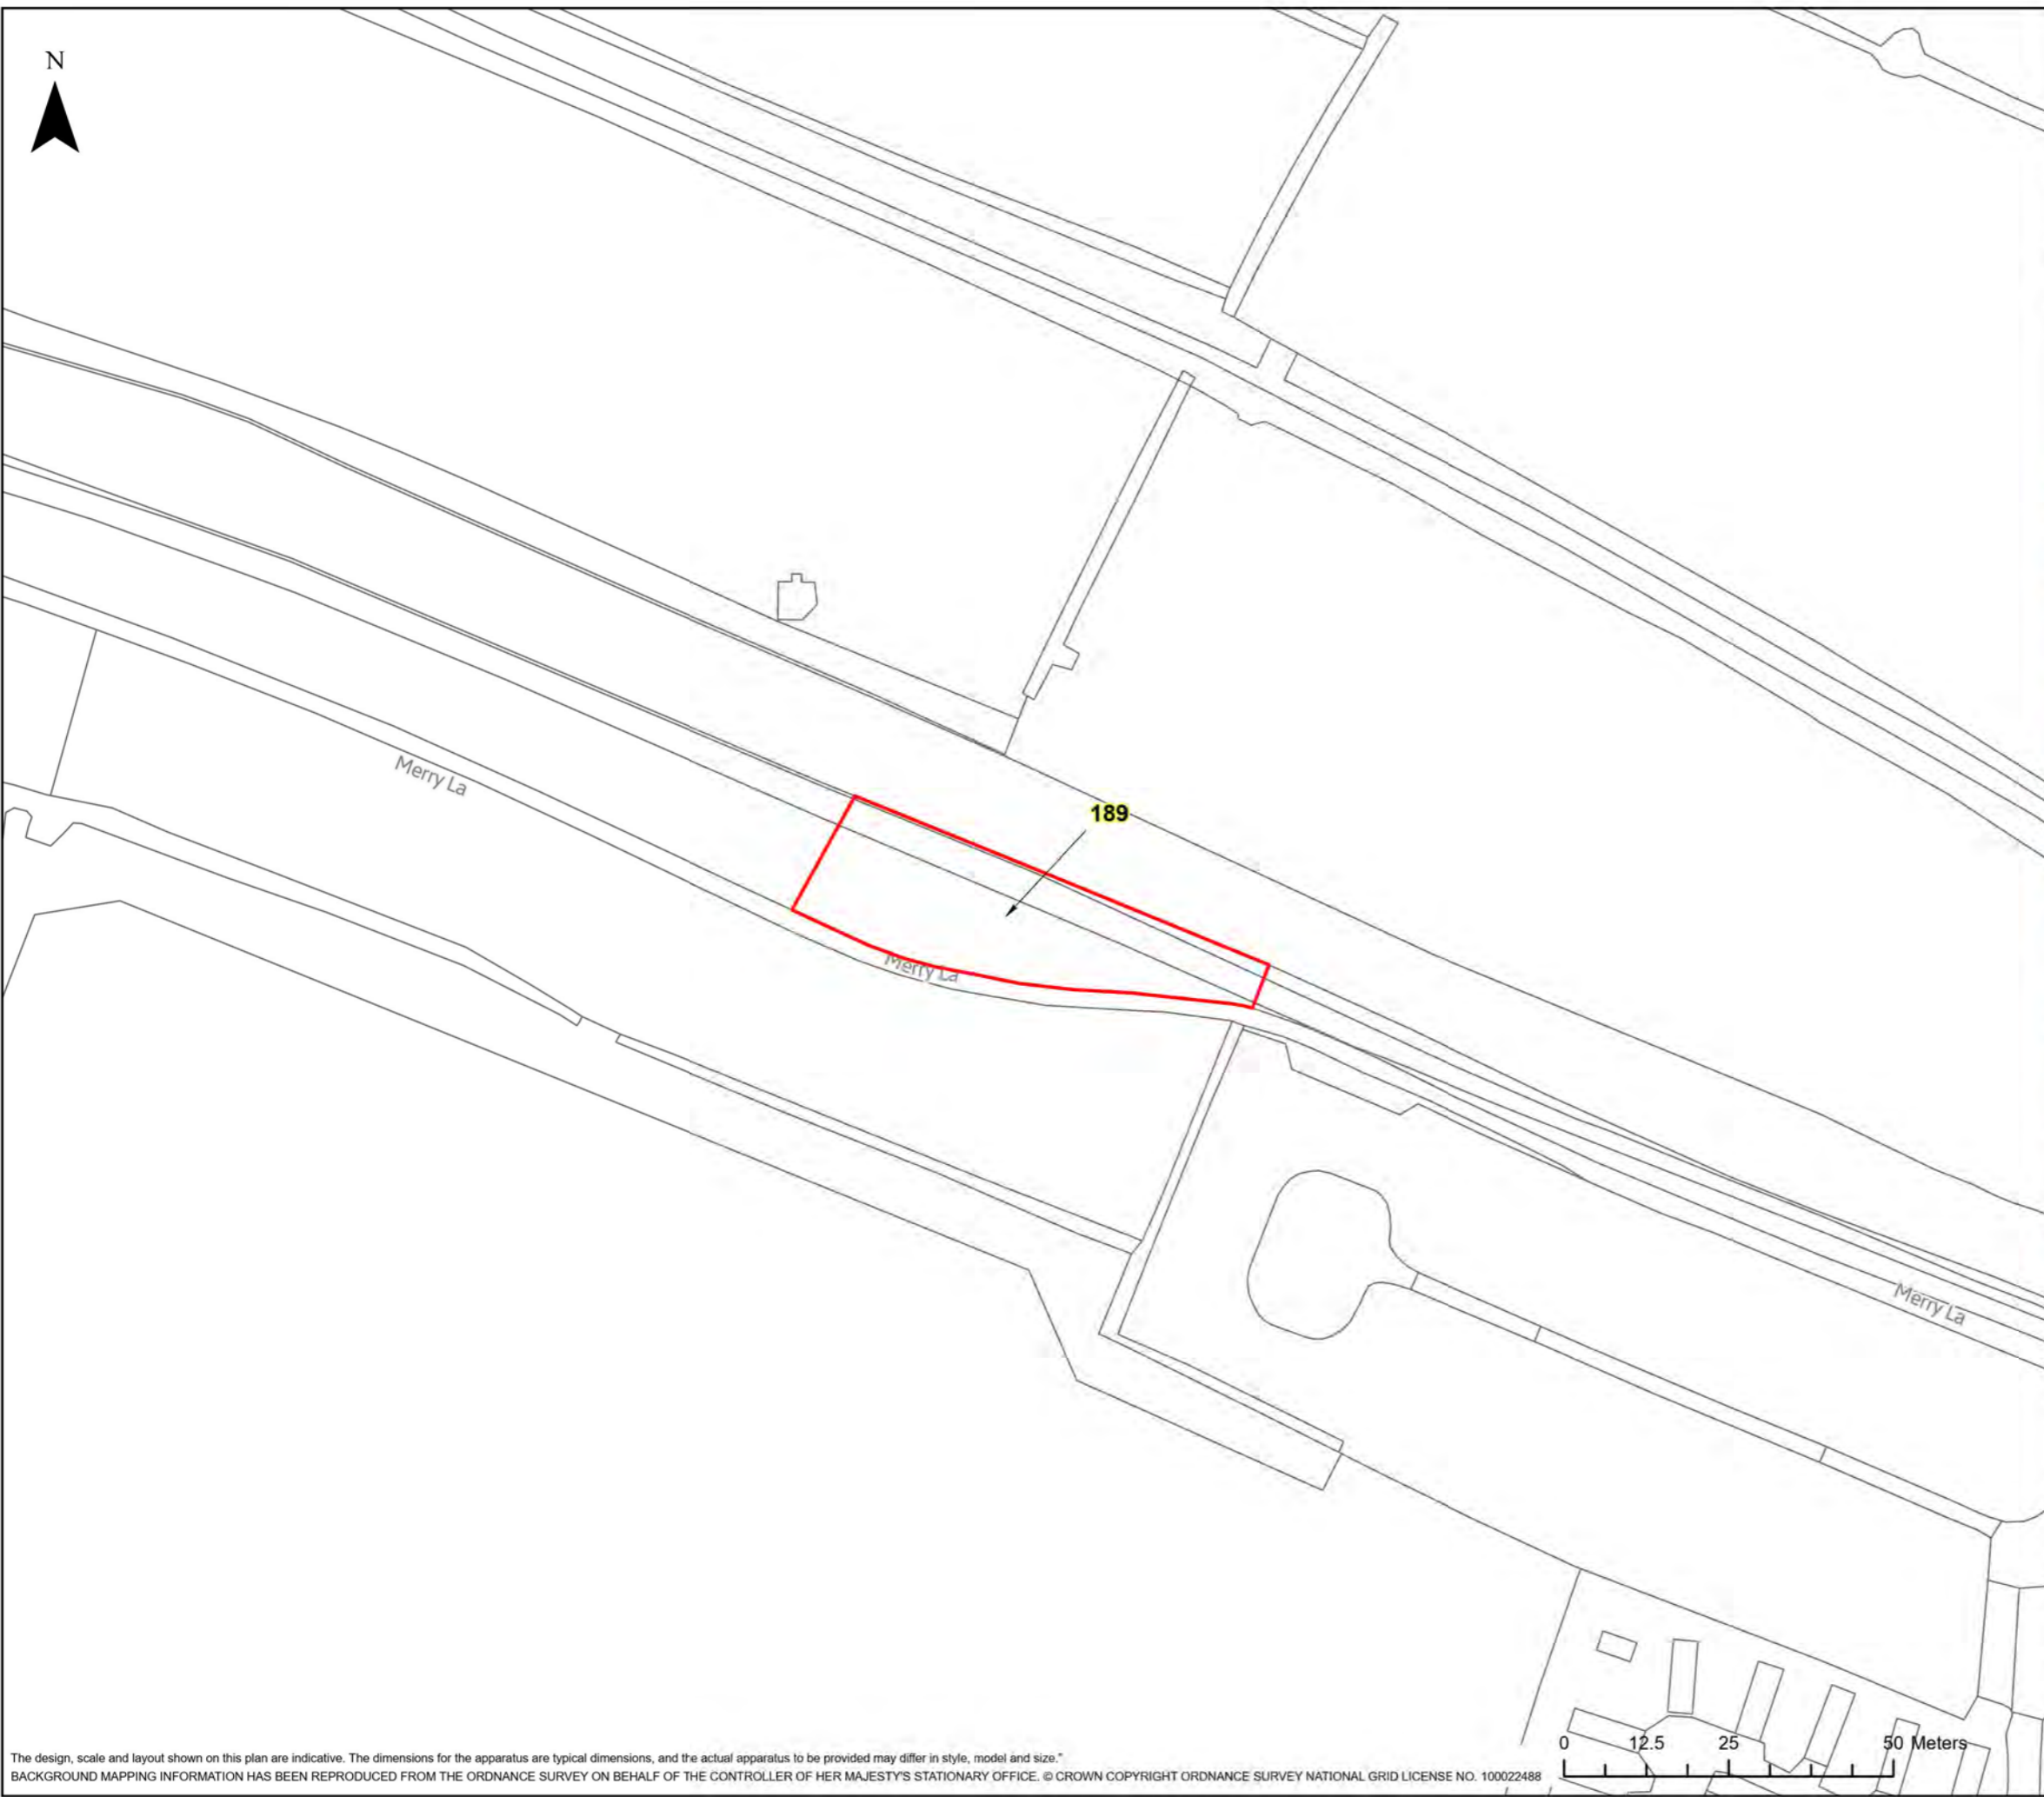 N
Merry La
189
Merry La
Merry La
0 12.5 25 50 Meters
The design, scale and layout shown on this plan are indicative. The dimensions for the apparatus are typical dimensions, and the actual apparatus to be provided may differ in style, model and size."
BACKGROUND MAPPING INFORMATION HAS BEEN REPRODUCED FROM THE ORDNANCE SURVEY ON BEHALF OF THE CONTROLLER OF HER MAJESTY'S STATIONARY OFFICE. © CROWN COPYRIGHT ORDNANCE SURVEY NATIONAL GRID LICENSE NO. 100022488